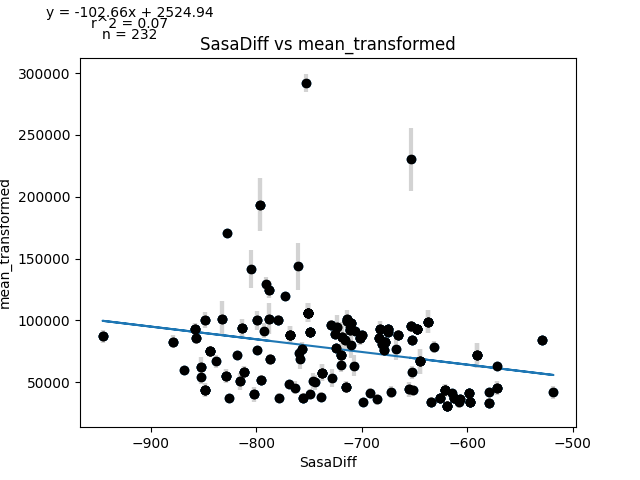 y = -102.66x + 2524.94
r^2 = 0.07
n = 232
SasaDiff vs mean_transformed
300000
250000
200000
150000
100000
50000
mean_transformed
−900
−800
−700
−600
−500
SasaDiff